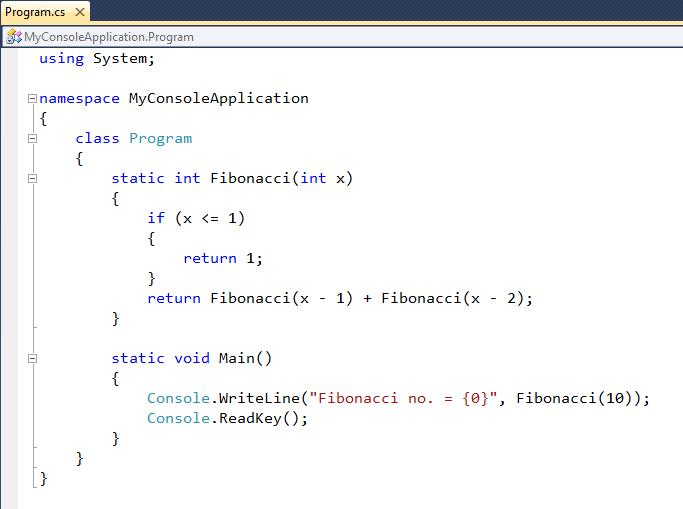 Program.cs
MyConsoleApplication.Program
using System;
namespace MyConsoleApplication
{
    class Program
    {
        static int Fibonacci(int x)
        {
            if (x <= 1)
            {
                return 1;
            }
            return Fibonacci(x - 1) + Fibonacci(x - 2);
        }
        static void Main()
        {
            Console.WriteLine("Fibonacci no. = {0}", Fibonacci(10));
            Console.ReadKey();
        }
    }
}